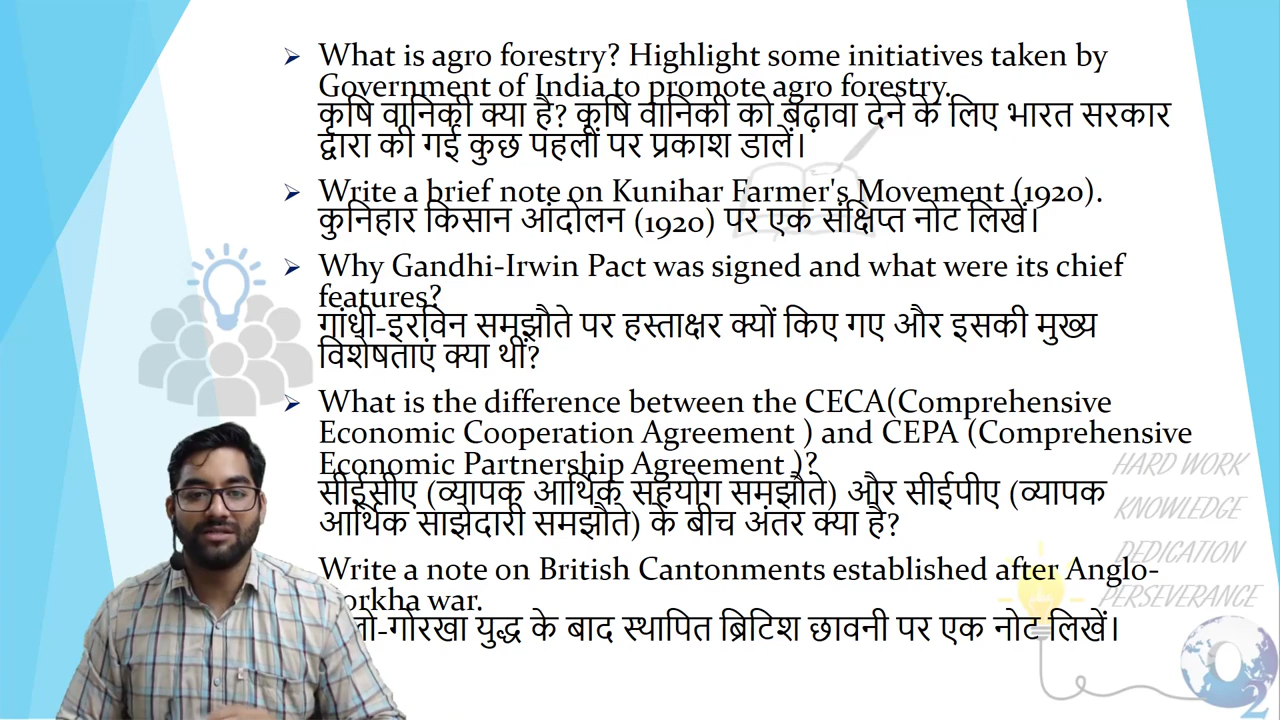 What is agro forestry? Highlight some initiatives taken by
Government of India to promote agro forestry.
कृषि वानिकी क्या है? कृषि वानिकी को बढ़ावा देने के लिए भारत सरकार
द्वारा की गई कुछ पहलों पर प्रकाश डालें।
Write a brief note on Kunihar Farmer's Movement (1920).
कुनिहार किसान आंदोलन (1920) पर एक संक्षिप्त नोट लिखें।
Why Gandhi-Irwin Pact was signed and what were its chief
features?
गांधी-इरविन समझौते पर हस्ताक्षर क्यों किए गए और इसकी मुख्य
विशेषताएं क्या थीं?
What is the difference between the CECA(Comprehensive
Economic Cooperation Agreement ) and CEPA (Comprehensive
Economic Partnership Agreement )?
सीईसीए (व्यापक आर्थिक सहयोग समझौते) और सीईपीए (व्यापक
आर्थिक साझेदारी समझौते) के बीच अंतर क्या है?
Write a note on British Cantonments established after Anglo-
orkha war.
लो-गोरखा युद्ध के बाद स्थापित ब्रिटिश छावनी पर एक नोट लिखें।
HARD WORK
KNOWLEDGE
DEDICATION
PERSEVERANCE
O2